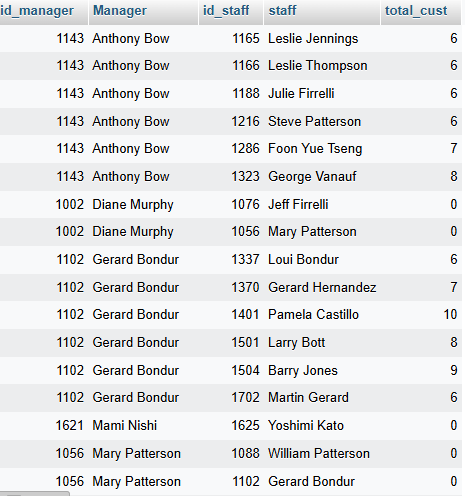 id_manager Manager id_staff staff total_cust
1143 Anthony Bow 1165 Leslie Jennings 6
1143 Anthony Bow 1166 Leslie Thompson 6
1143 Anthony Bow 1188 Julie Firrelli 6
1143 Anthony Bow 1216 Steve Patterson 6
1143 Anthony Bow 1286 Foon Yue Tseng 7
1143 Anthony Bow 1323 George Vanauf 8
1002 Diane Murphy 1076 Jeff Firrelli 0
1002 Diane Murphy 1056 Mary Patterson 0
1102 Gerard Bondur 1337 Loui Bondur 6
1102 Gerard Bondur 1370 Gerard Hernandez 7
1102 Gerard Bondur 1401 Pamela Castillo 10
1102 Gerard Bondur 1501 Larry Bott 8
1102 Gerard Bondur 1504 Barry Jones 9
1102 Gerard Bondur 1702 Martin Gerard 6
1621 Mami Nishi 1625 Yoshimi Kato 0
1056 Mary Patterson 1088 William Patterson 0
1056 Mary Patterson 1102 Gerard Bondur 0